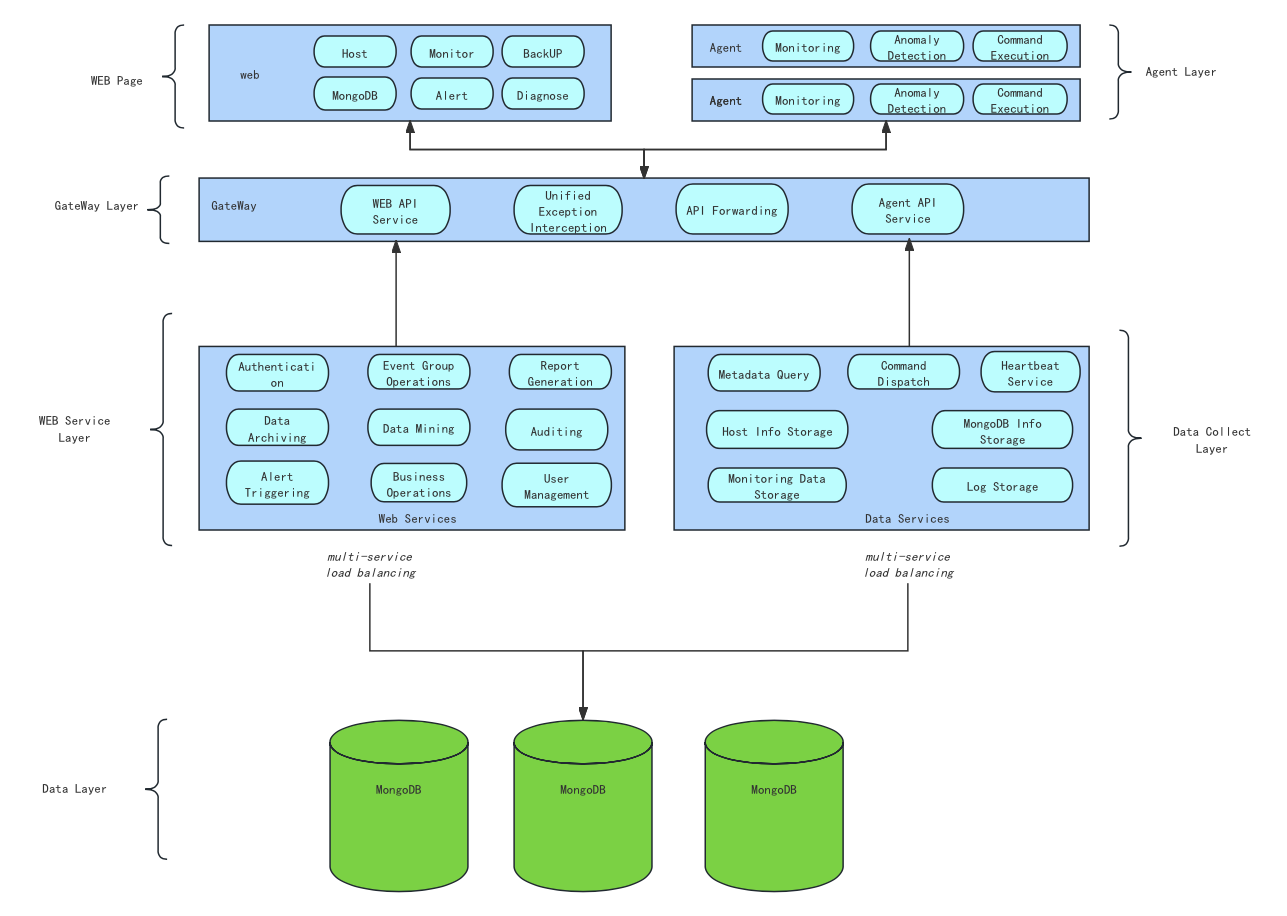 WEB Page
web
Host
Monitor
BackUP
MongoDB
Alert
Diagnose
Agent
Monitoring
Anomaly
Detection
Command
Execution
Agent
Monitoring
Anomaly
Detection
Command
Execution
Agent Layer
GateWay Layer
GateWay
WEB API
Service
Unified
Exception
Interception
API Forwarding
Agent API
Service
WEB Service
Layer
Authenticati
on
Event Group
Operations
Report
Generation
Data
Archiving
Data Mining
Auditing
Alert
Triggering
Business
Operations
User
Management
Web Services
Metadata Query
Command
Dispatch
Heartbeat
Service
Host Info Storage
MongoDB Info
Storage
Monitoring Data
Storage
Log Storage
Data Services
Data Collect
Layer
multi-service
load balancing
multi-service
load balancing
Data Layer
MongoDB
MongoDB
MongoDB